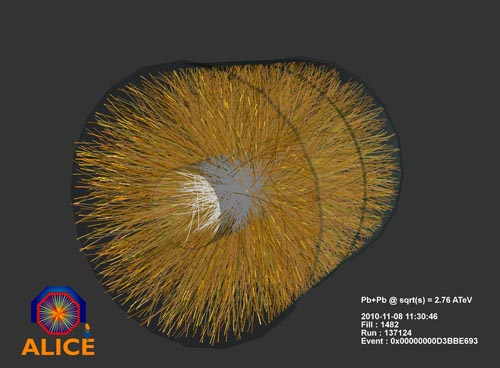 Pb+Pb @ sqrt(s) = 2.76 ATeV
2010-11-08 11:30:46
Fill : 1482
Run : 137124
Event : 0x00000000D3BBE693
ALICE